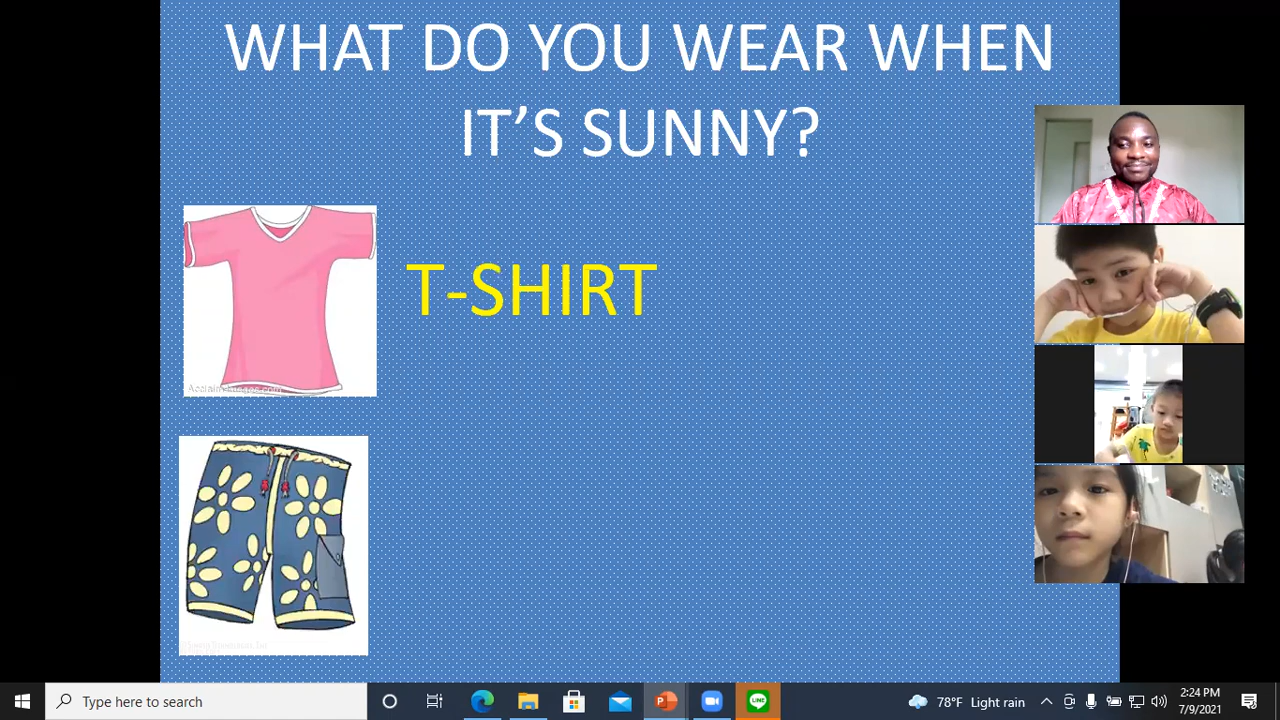 WHAT DO YOU WEAR WHEN
IT'S SUNNY?
T-SHIRT
Type here to search
LINE
78°F Light rain
2:24 PM
7/9/2021